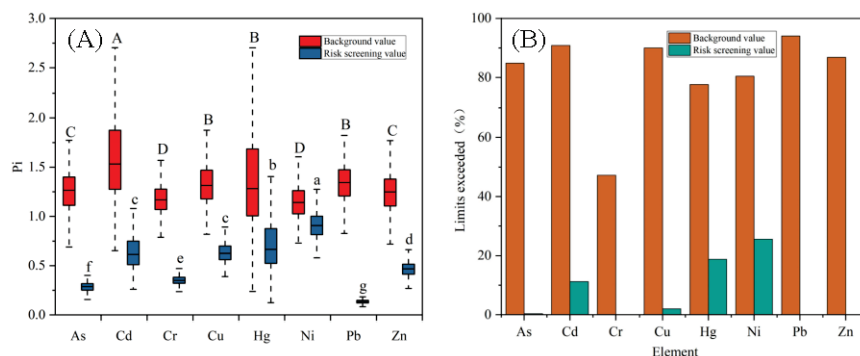 (A)
Background value
Risk screening value
3.0
2.5
2.0
1.5
1.0
0.5
0.0
Pi
C
A
D
B
B
D
B
C
f
c
e
c
b
a
g
d
As Cd Cr Cu Hg Ni Pb Zn
(B)
Background value
Risk screening value
100
80
60
40
20
0
Limits exceeded (%)
As Cd Cr Cu Hg Ni Pb Zn
Element